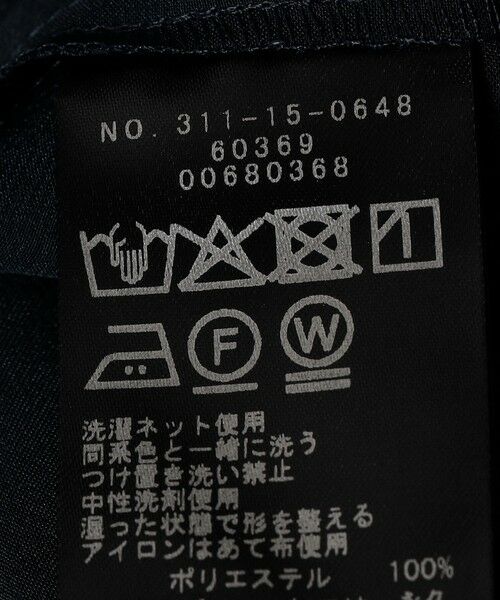 NO. 311-15-0648
60369
00680368
F W
洗濯ネット使用
同系色と一緒に洗う
つけ置き洗い禁止
中性洗剤使用
湿った状態で形を整える
アイロンはあて布使用
ポリエステル 100%